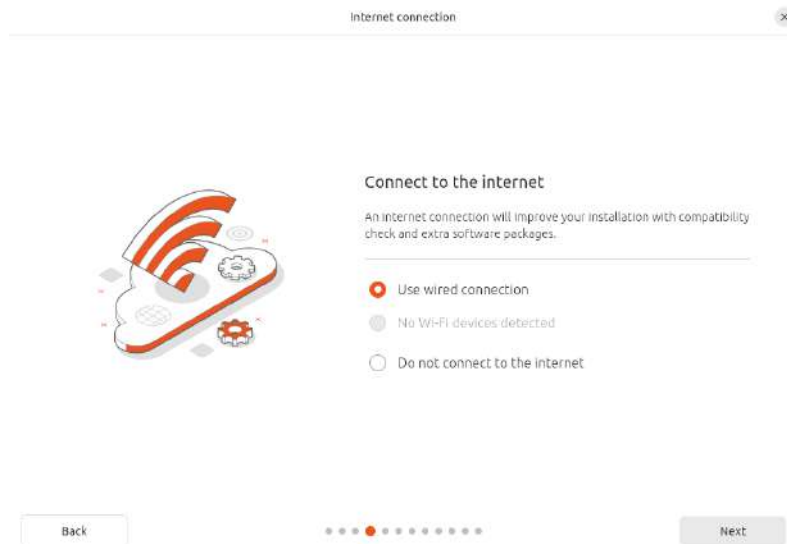 Internet connection
Connect to the internet
An internet connection will improve your installation with compatibility
check and extra software packages.
Use wired connection
No Wi-Fi devices detected
Do not connect to the internet
Back
Next